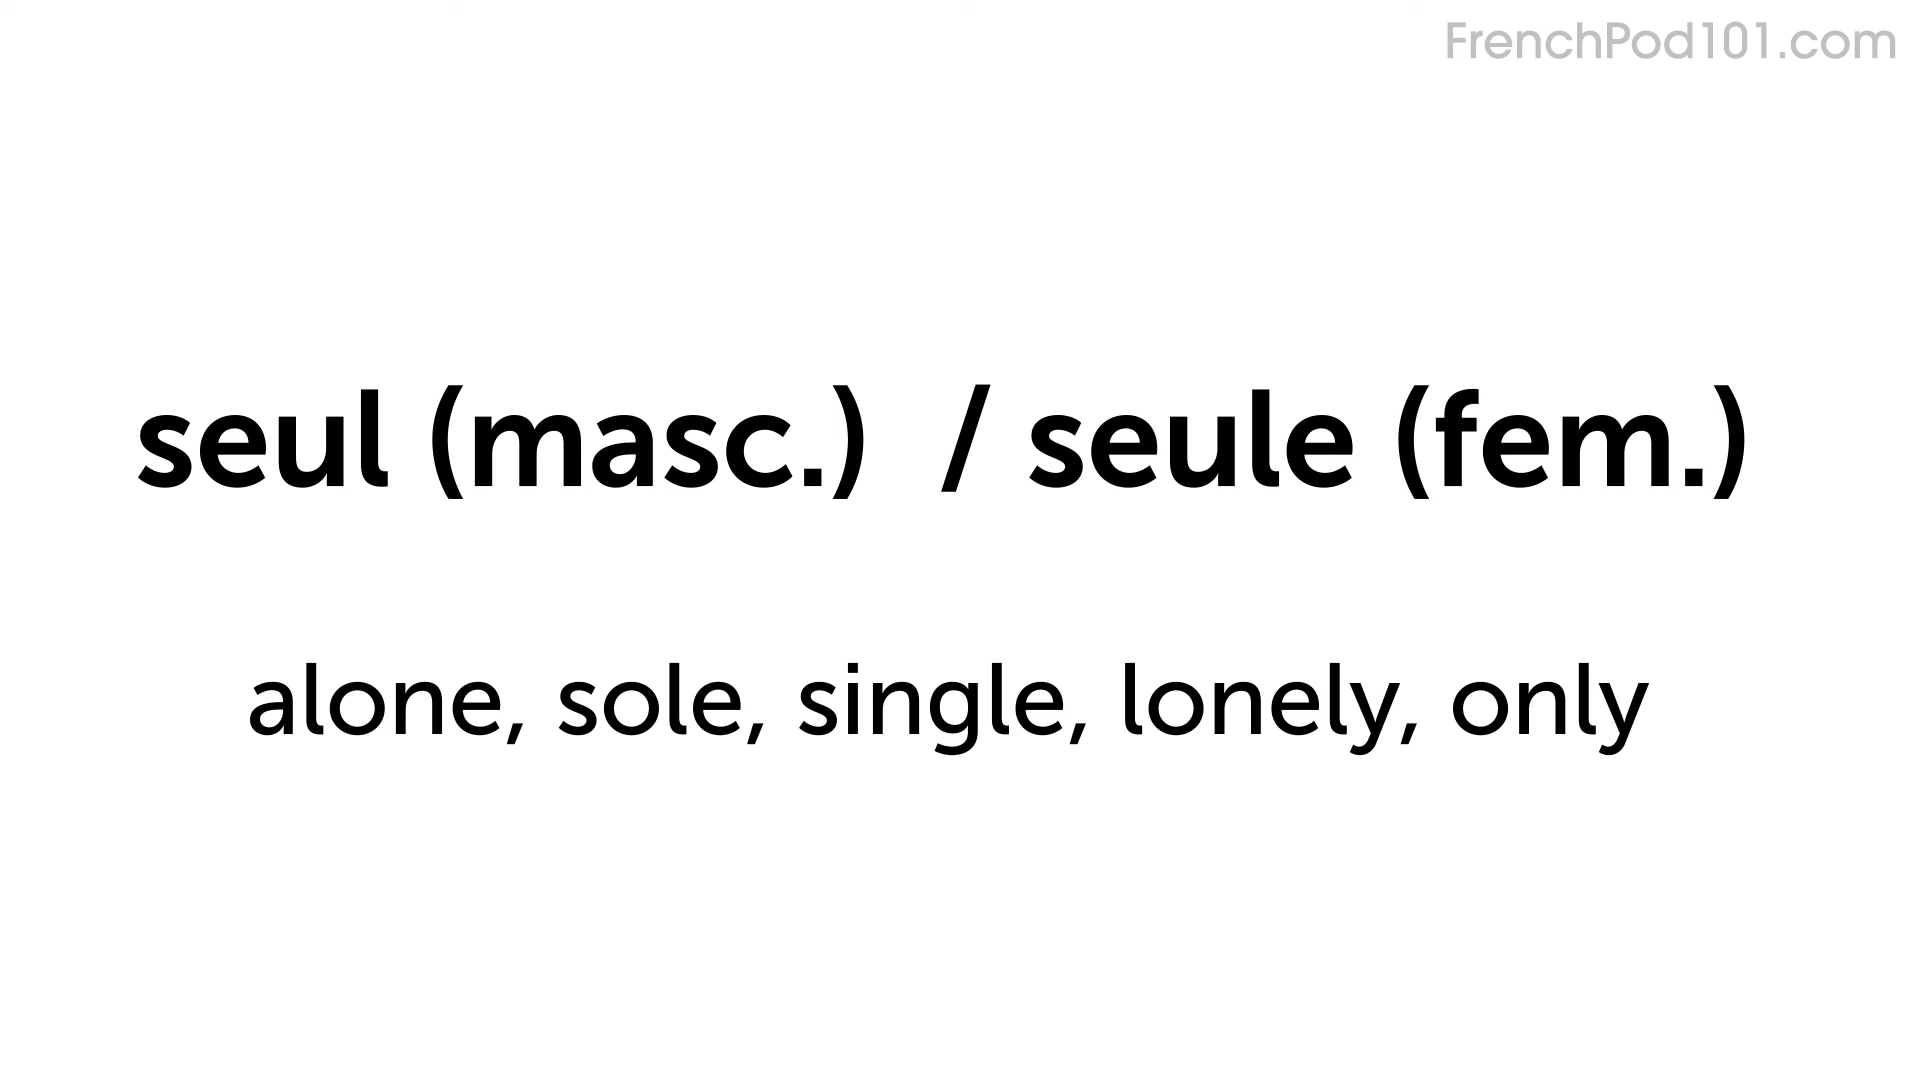 FrenchPod101.com
seul (masc.) / seule (fem.)
alone, sole, single, lonely, only